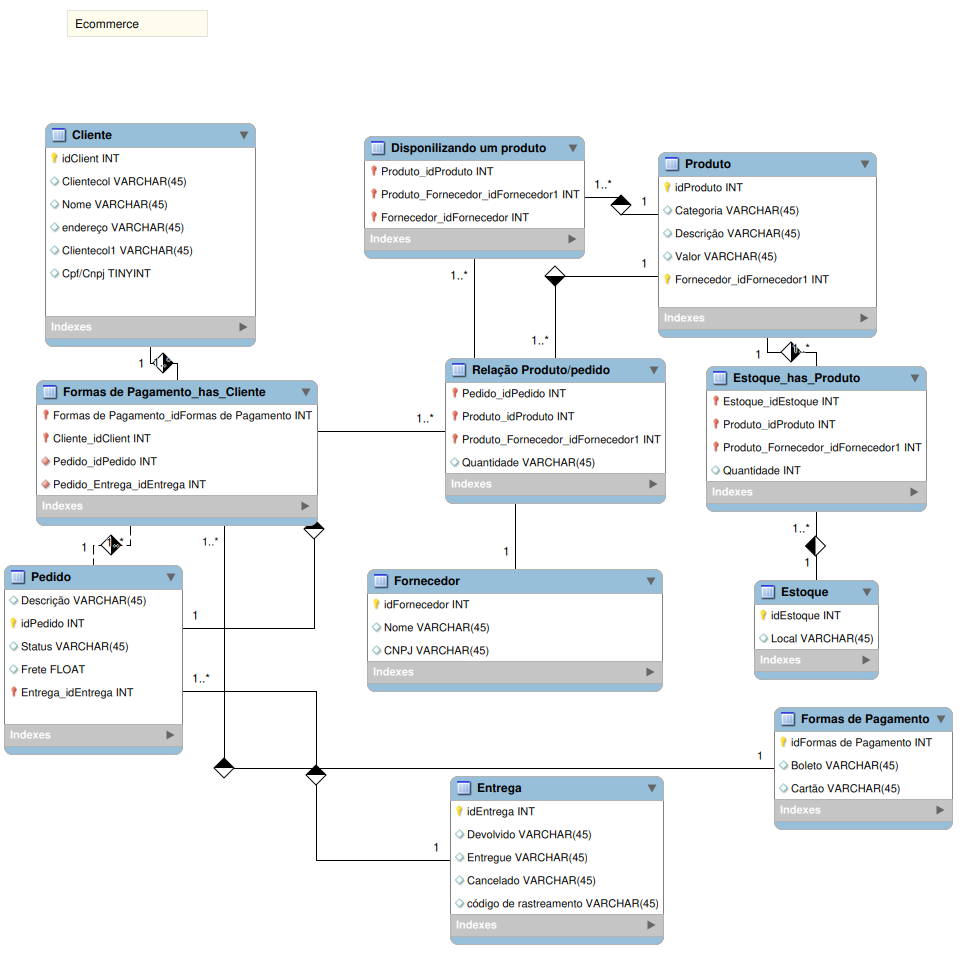 Ecommerce
Cliente
idClient INT
Clientecol VARCHAR(45)
Nome VARCHAR(45)
endereço VARCHAR(45)
Clientecol1 VARCHAR(45)
Cpf/Cnpj TINYINT
Indexes
Disponilizando um produto
Produto_idProduto INT
Produto_Fornecedor_idFornecedor1 INT
Fornecedor_idFornecedor INT
Indexes
1..*
1
Produto
idProduto INT
Categoria VARCHAR(45)
Descrição VARCHAR(45)
Valor VARCHAR(45)
Fornecedor_idFornecedor1 INT
Indexes
1..*
1
1..*
1
1..*
1
1..*
Formas de Pagamento_has_Cliente
Formas de Pagamento_idFormas de Pagamento INT
Cliente_idClient INT
Pedido_idPedido INT
Pedido_Entrega_idEntrega INT
Indexes
1..*
Relação Produto/pedido
Pedido_idPedido INT
Produto_idProduto INT
Produto_Fornecedor_idFornecedor1 INT
Quantidade VARCHAR(45)
Indexes
Estoque_has_Produto
Estoque_idEstoque INT
Produto_idProduto INT
Produto_Fornecedor_idFornecedor1 INT
Quantidade INT
Indexes
1
1..*
1..*
1
1..*
1
Pedido
Descrição VARCHAR(45)
idPedido INT
Status VARCHAR(45)
Frete FLOAT
Entrega_idEntrega INT
Indexes
1
1..*
Fornecedor
idFornecedor INT
Nome VARCHAR(45)
CNPJ VARCHAR(45)
Indexes
Estoque
idEstoque INT
Local VARCHAR(45)
Indexes
Formas de Pagamento
idFormas de Pagamento INT
Boleto VARCHAR(45)
Cartão VARCHAR(45)
Indexes
1
Entrega
idEntrega INT
Devolvido VARCHAR(45)
Entregue VARCHAR(45)
Cancelado VARCHAR(45)
código de rastreamento VARCHAR(45)
Indexes
1